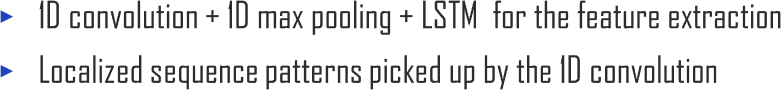 ▸ 1D convolution + 1D max pooling + LSTM for the feature extraction
▸ Localized sequence patterns picked up by the 1D convolution